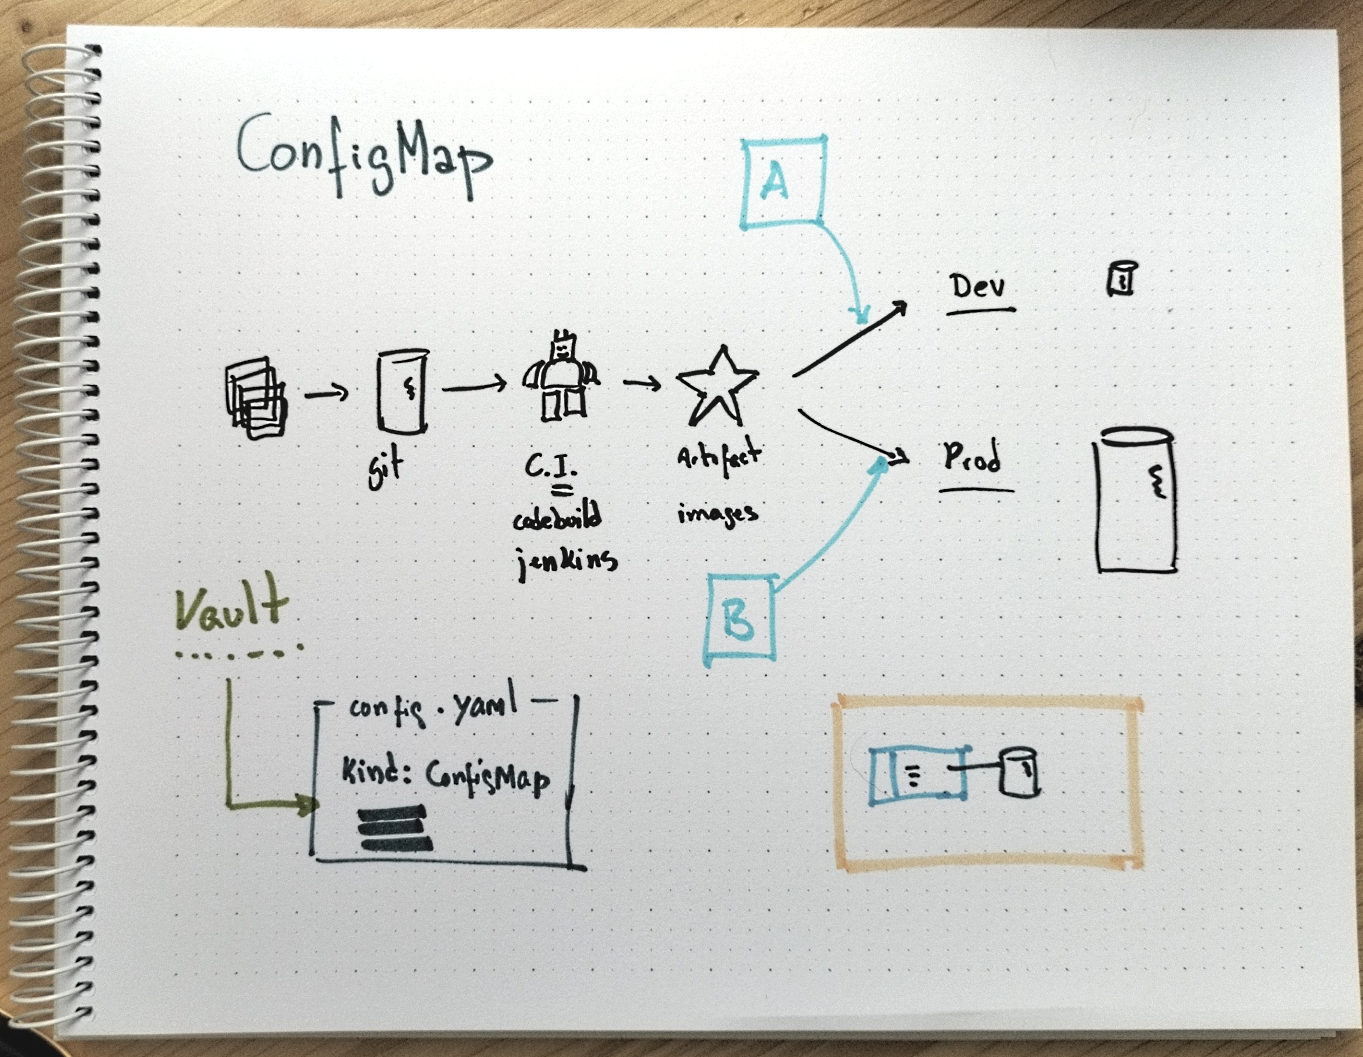 ConfigMap
A
Dev
git
C.I.
codebuild
jenkins
Artifact
images
Prod
B
Vault
config.yaml
Kind: ConfigMap